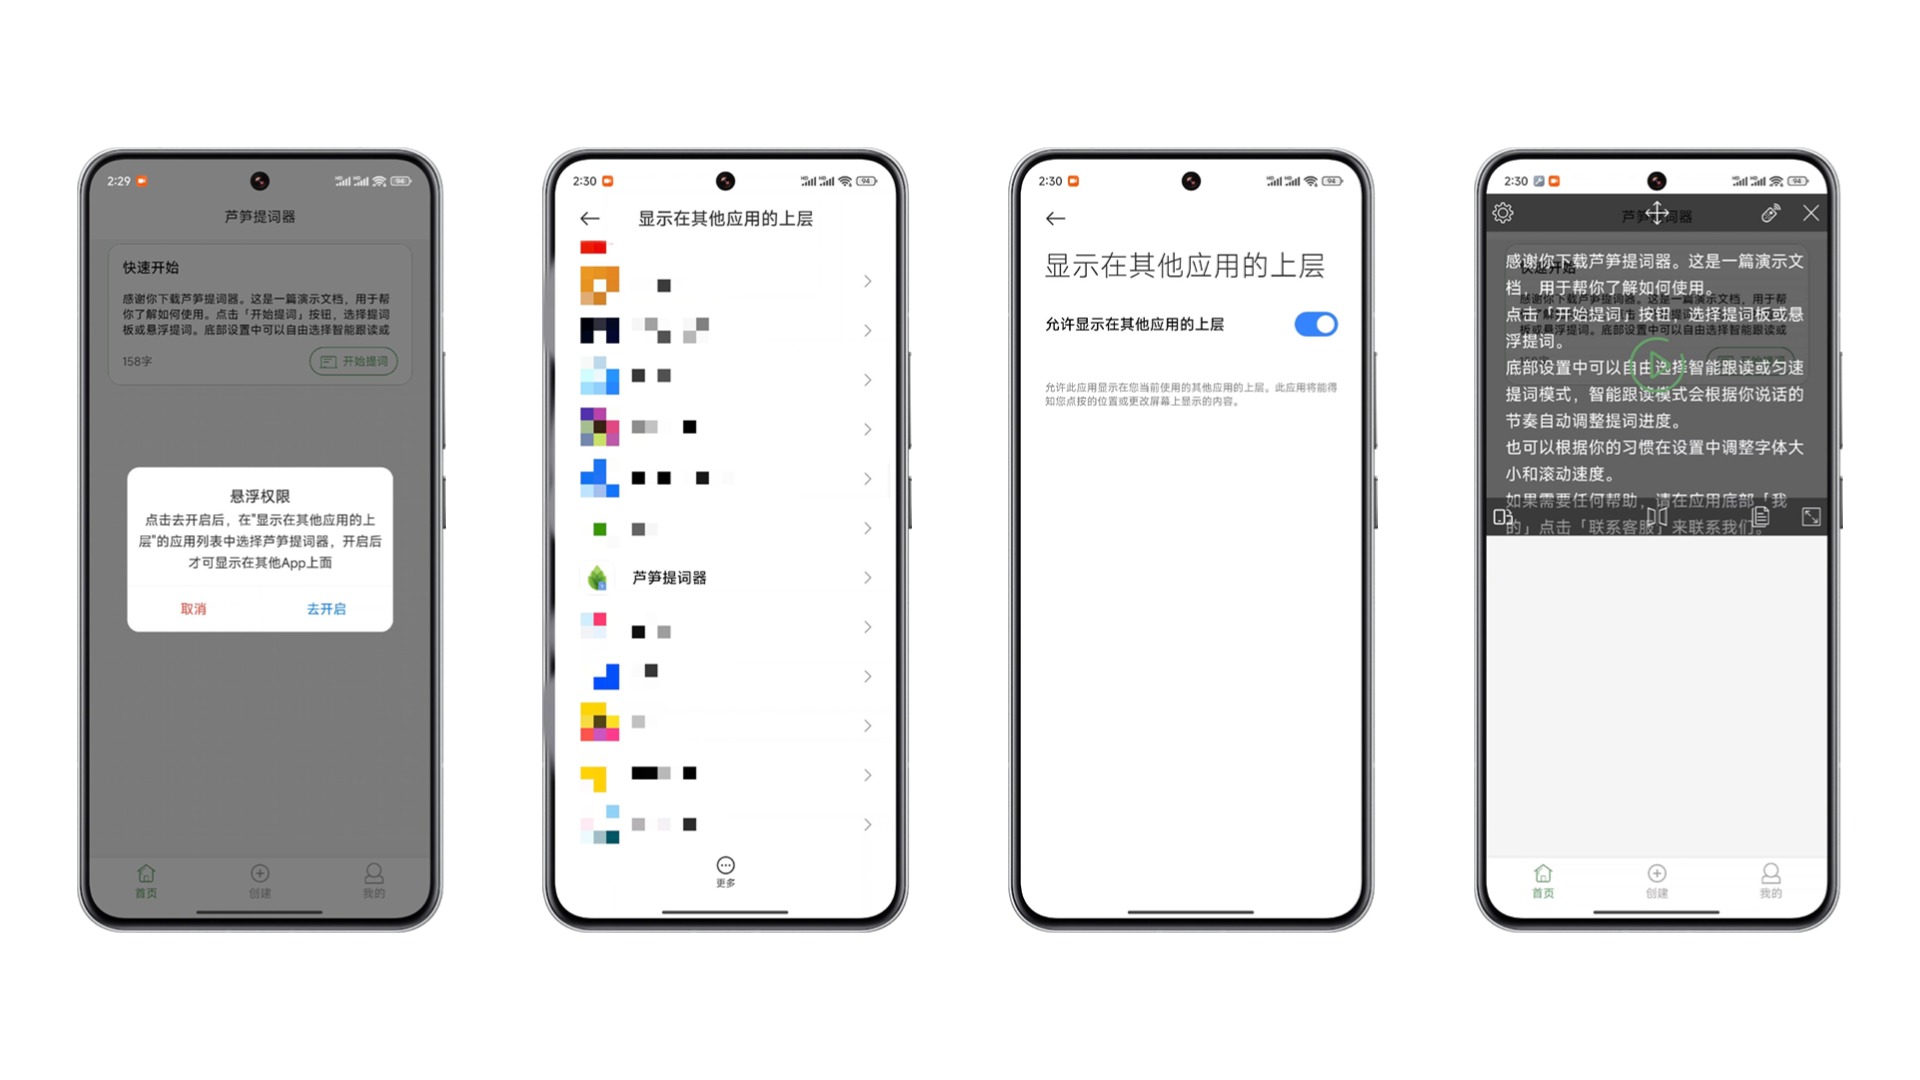 2:29
94
芦笋提词器
快速开始
感谢你下载芦笋提词器。这是一篇演示文档，用于帮
你了解如何使用。点击「开始提词」按钮，选择提词
板或悬浮提词。底部设置中可以自由选择智能跟读或
158字
开始提词
悬浮权限
点击去开启后，在"显示在其他应用的上
层"的应用列表中选择芦笋提词器，开启后
才可显示在其他App上面
取消
去开启
首页
创建
我的
2:30
94
显示在其他应用的上层
芦笋提词器
更多
2:30
94
显示在其他应用的上层
允许显示在其他应用的上层
允许此应用显示在您当前使用的其他应用的上层。此应用将能得
知您点按的位置或更改屏幕上显示的内容。
2:30
94
感谢你下载芦笋提词器。这是一篇演示文
档，用于帮你了解如何使用。
点击「开始提词」按钮，选择提词板或悬
浮提词。
底部设置中可以自由选择智能跟读或匀速
提词模式，智能跟读模式会根据你说话的
节奏自动调整提词进度。
也可以根据你的习惯在设置中调整字体大
小和滚动速度。
如果需要任何帮助，请在应用底部「我
的」点击「联系客服」来联系我们。
首页
创建
我的